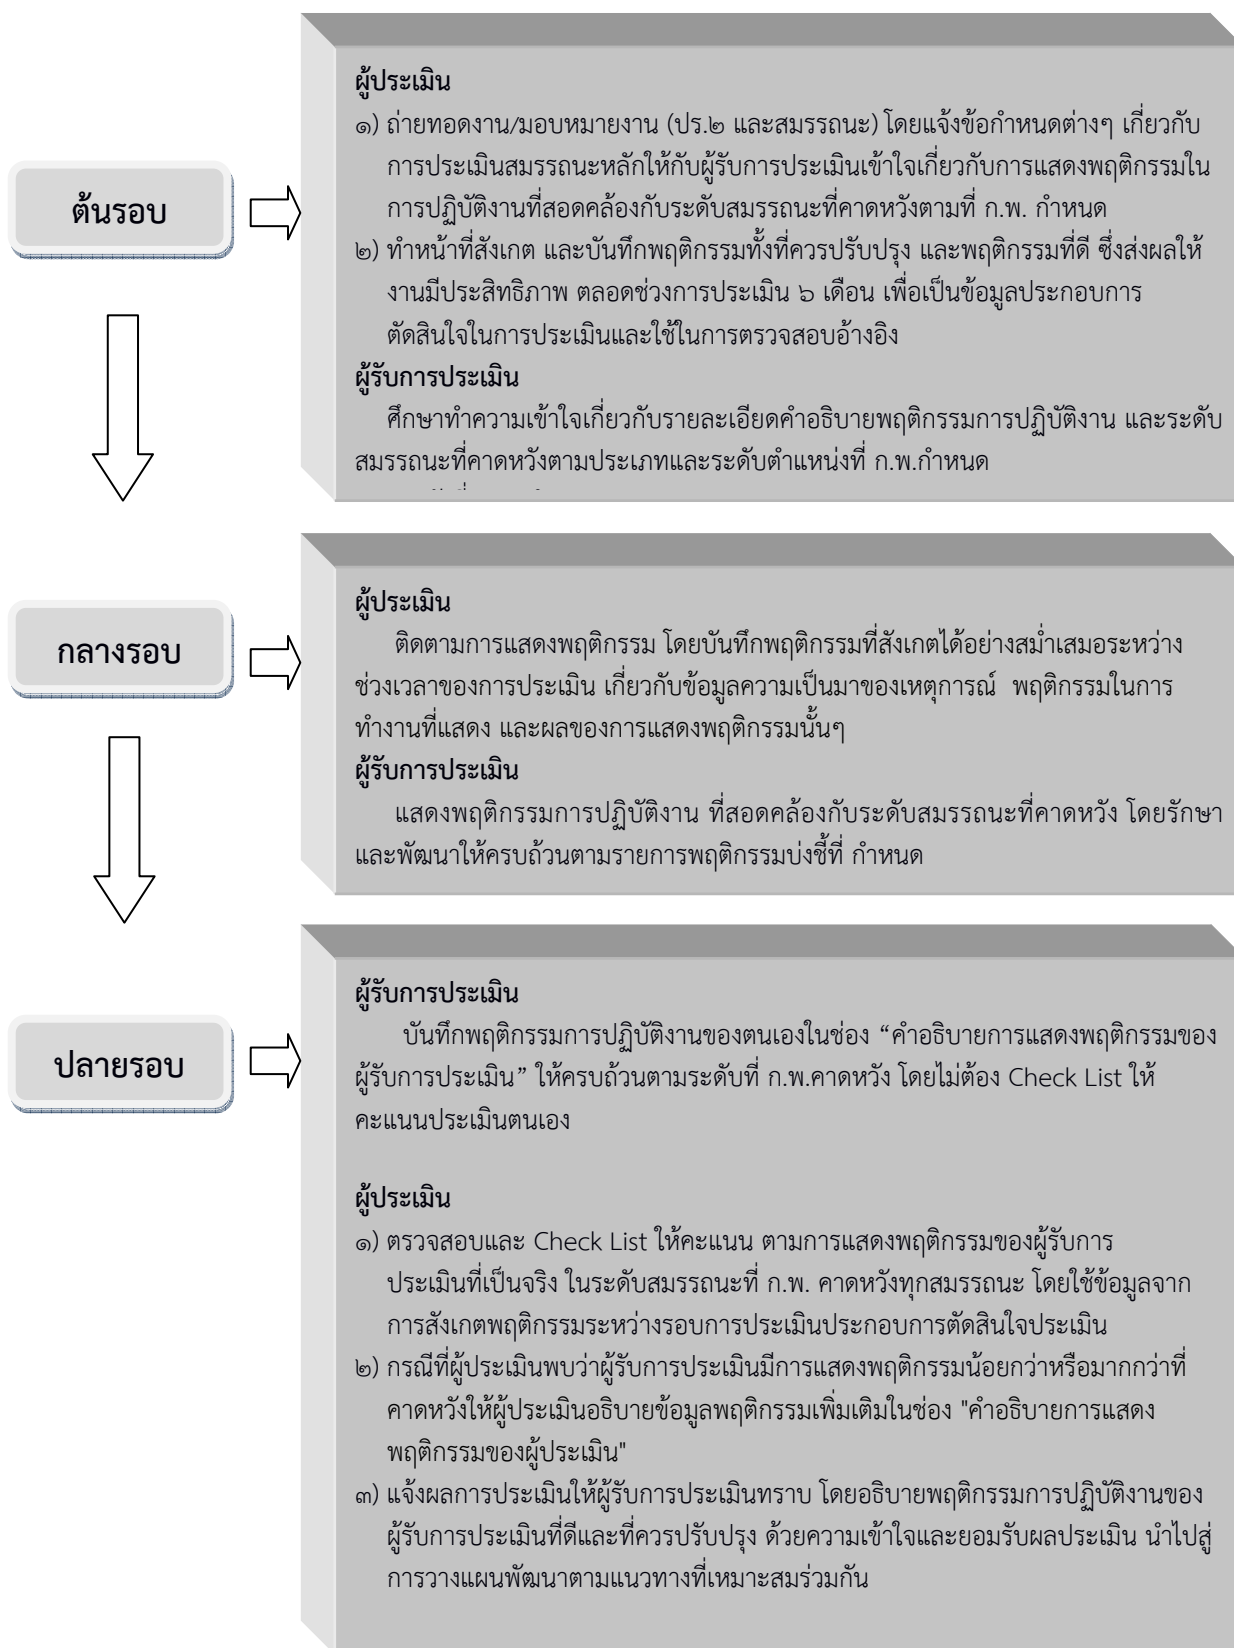 ต้นรอบ
ผู้ประเมิน
๑) ถ่ายทอดงาน/มอบหมายงาน (ปร.๒ และสมรรถนะ) โดยแจ้งข้อกำหนดต่างๆ เกี่ยวกับ
การประเมินสมรรถนะหลักให้กับผู้รับการประเมินเข้าใจเกี่ยวกับการแสดงพฤติกรรมใน
การปฏิบัติงานที่สอดคล้องกับระดับสมรรถนะที่คาดหวังตามที่ ก.พ. กำหนด
๒) ทำหน้าที่สังเกต และบันทึกพฤติกรรมทั้งที่ควรปรับปรุง และพฤติกรรมที่ดี ซึ่งส่งผลให้
งานมีประสิทธิภาพ ตลอดช่วงการประเมิน ๖ เดือน เพื่อเป็นข้อมูลประกอบการ
ตัดสินใจในการประเมินและใช้ในการตรวจสอบอ้างอิง
ผู้รับการประเมิน
ศึกษาทำความเข้าใจเกี่ยวกับรายละเอียดคำอธิบายพฤติกรรมการปฏิบัติงาน และระดับ
สมรรถนะที่คาดหวังตามประเภทและระดับตำแหน่งที่ ก.พ.กำหนด
กลางรอบ
ผู้ประเมิน
ติดตามการแสดงพฤติกรรม โดยบันทึกพฤติกรรมที่สังเกตได้อย่างสม่ำเสมอระหว่าง
ช่วงเวลาของการประเมิน เกี่ยวกับข้อมูลความเป็นมาของเหตุการณ์ พฤติกรรมในการ
ทำงานที่แสดง และผลของการแสดงพฤติกรรมนั้นๆ
ผู้รับการประเมิน
แสดงพฤติกรรมการปฏิบัติงาน ที่สอดคล้องกับระดับสมรรถนะที่คาดหวัง โดยรักษา
และพัฒนาให้ครบถ้วนตามรายการพฤติกรรมบ่งชี้ที่ กำหนด
ปลายรอบ
ผู้รับการประเมิน
บันทึกพฤติกรรมการปฏิบัติงานของตนเองในช่อง “คำอธิบายการแสดงพฤติกรรมของ
ผู้รับการประเมิน” ให้ครบถ้วนตามระดับที่ ก.พ.คาดหวัง โดยไม่ต้อง Check List ให้
คะแนนประเมินตนเอง
ผู้ประเมิน
๑) ตรวจสอบและ Check List ให้คะแนน ตามการแสดงพฤติกรรมของผู้รับการ
ประเมินที่เป็นจริง ในระดับสมรรถนะที่ ก.พ. คาดหวังทุกสมรรถนะ โดยใช้ข้อมูลจาก
การสังเกตพฤติกรรมระหว่างรอบการประเมินประกอบการตัดสินใจประเมิน
๒) กรณีที่ผู้ประเมินพบว่าผู้รับการประเมินมีการแสดงพฤติกรรมน้อยกว่าหรือมากกว่าที่
คาดหวังให้ผู้ประเมินอธิบายข้อมูลพฤติกรรมเพิ่มเติมในช่อง "คำอธิบายการแสดง
พฤติกรรมของผู้ประเมิน"
๓) แจ้งผลการประเมินให้ผู้รับการประเมินทราบ โดยอธิบายพฤติกรรมการปฏิบัติงานของ
ผู้รับการประเมินที่ดีและที่ควรปรับปรุง ด้วยความเข้าใจและยอมรับผลประเมิน นำไปสู่
การวางแผนพัฒนาตามแนวทางที่เหมาะสมร่วมกัน